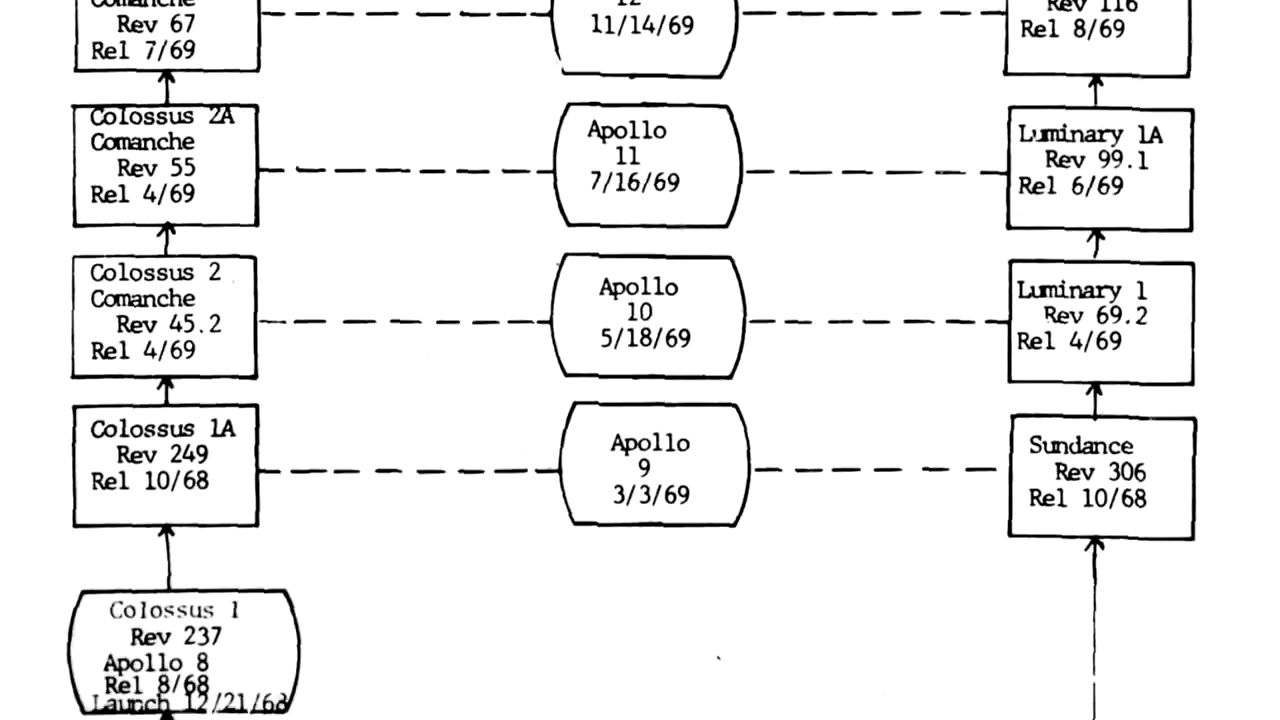 Comanche
Rev 67
Rel 7/69
12
11/14/69
Rev 116
Rel 8/69
Colossus 2A
Comanche
Rev 55
Rel 4/69
Apollo
11
7/16/69
Luminary 1A
Rev 99.1
Rel 6/69
Colossus 2
Comanche
Rev 45.2
Rel 4/69
Apollo
10
5/18/69
Luminary 1
Rev 69.2
Rel 4/69
Colossus 1A
Rev 249
Rel 10/68
Apollo
9
3/3/69
Sundance
Rev 306
Rel 10/68
Colossus 1
Rev 237
Apollo 8
Rel 8/68
Launch 12/21/68